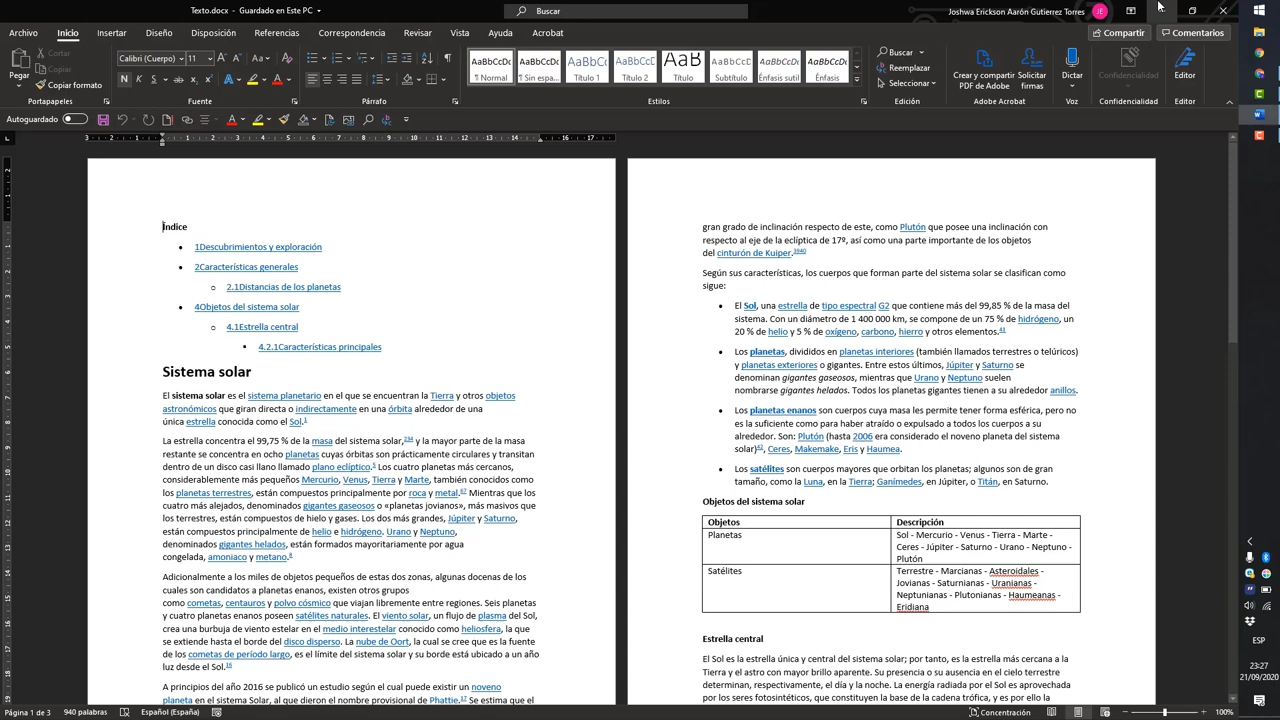 Texto.docx - Guardado en Este PC
Buscar
Joshwa Erickson Aarón Gutierrez Torres
JE
Archivo Inicio Insertar Diseño Disposición Referencias Correspondencia Revisar Vista Ayuda Acrobat
Compartir Comentarios
Pegar
Cortar
Copiar
Copiar formato
Portapapeles
Calibri (Cuerpo) 11
Fuente
Párrafo
AaBbCcDc AaBbCcDc AaBbCcDc AaBbCcDc AaB AaBbCcDc AaBbCcDc AaBbCcDc
¶ Normal ¶ Sin espa... Título 1 Título 2 Título Subtítulo Énfasis sutil Énfasis
Estilos
Buscar
Reemplazar
Seleccionar
Edición
Crear y compartir PDF de Adobe
Solicitar firmas
Adobe Acrobat
Dictar
Voz
Confidencialidad
Confidencialidad
Editor
Editor
Autoguardado
Índice
• 1Descubrimientos y exploración
• 2Características generales
o 2.1Distancias de los planetas
• 4Objetos del sistema solar
o 4.1Estrella central
▪ 4.2.1Características principales
Sistema solar
El sistema solar es el sistema planetario en el que se encuentran la Tierra y otros objetos
astronómicos que giran directa o indirectamente en una órbita alrededor de una
única estrella conocida como el Sol.1
La estrella concentra el 99,75 % de la masa del sistema solar,234 y la mayor parte de la masa
restante se concentra en ocho planetas cuyas órbitas son prácticamente circulares y transitan
dentro de un disco casi llano llamado plano eclíptico.5 Los cuatro planetas más cercanos,
considerablemente más pequeños Mercurio, Venus, Tierra y Marte, también conocidos como
los planetas terrestres, están compuestos principalmente por roca y metal.67 Mientras que los
cuatro más alejados, denominados gigantes gaseosos o «planetas jovianos», más masivos que
los terrestres, están compuestos de hielo y gases. Los dos más grandes, Júpiter y Saturno,
están compuestos principalmente de helio e hidrógeno. Urano y Neptuno,
denominados gigantes helados, están formados mayoritariamente por agua
congelada, amoniaco y metano.8
Adicionalmente a los miles de objetos pequeños de estas dos zonas, algunas docenas de los
cuales son candidatos a planetas enanos, existen otros grupos
como cometas, centauros y polvo cósmico que viajan libremente entre regiones. Seis planetas
y cuatro planetas enanos poseen satélites naturales. El viento solar, un flujo de plasma del Sol,
crea una burbuja de viento estelar en el medio interestelar conocido como heliosfera, la que
se extiende hasta el borde del disco disperso. La nube de Oort, la cual se cree que es la fuente
de los cometas de período largo, es el límite del sistema solar y su borde está ubicado a un año
luz desde el Sol.16
A principios del año 2016 se publicó un estudio según el cual puede existir un noveno
planeta en el sistema Solar, al que dieron el nombre provisional de Phattie.17 Se estima que el
gran grado de inclinación respecto de este, como Plutón que posee una inclinación con
respecto al eje de la eclíptica de 17º, así como una parte importante de los objetos
del cinturón de Kuiper.3940
Según sus características, los cuerpos que forman parte del sistema solar se clasifican como
sigue:
• El Sol, una estrella de tipo espectral G2 que contiene más del 99,85 % de la masa del
sistema. Con un diámetro de 1 400 000 km, se compone de un 75 % de hidrógeno, un
20 % de helio y 5 % de oxígeno, carbono, hierro y otros elementos.41
• Los planetas, divididos en planetas interiores (también llamados terrestres o telúricos)
y planetas exteriores o gigantes. Entre estos últimos, Júpiter y Saturno se
denominan gigantes gaseosos, mientras que Urano y Neptuno suelen
nombrarse gigantes helados. Todos los planetas gigantes tienen a su alrededor anillos.
• Los planetas enanos son cuerpos cuya masa les permite tener forma esférica, pero no
es la suficiente como para haber atraído o expulsado a todos los cuerpos a su
alrededor. Son: Plutón (hasta 2006 era considerado el noveno planeta del sistema
solar)42, Ceres, Makemake, Eris y Haumea.
• Los satélites son cuerpos mayores que orbitan los planetas; algunos son de gran
tamaño, como la Luna, en la Tierra; Ganímedes, en Júpiter, o Titán, en Saturno.
Objetos del sistema solar
Objetos Descripción
Planetas Sol - Mercurio - Venus - Tierra - Marte -
Ceres - Júpiter - Saturno - Urano - Neptuno -
Plutón
Satélites Terrestre - Marcianas - Asteroidales -
Jovianas - Saturnianas - Uranianas -
Neptunianas - Plutonianas - Haumeanas -
Eridiana
Estrella central
El Sol es la estrella única y central del sistema solar; por tanto, es la estrella más cercana a la
Tierra y el astro con mayor brillo aparente. Su presencia o su ausencia en el cielo terrestre
determinan, respectivamente, el día y la noche. La energía radiada por el Sol es aprovechada
por los seres fotosintéticos, que constituyen la base de la cadena trófica, y es por ello la
ESP
23:27
21/09/2020
Página 1 de 3 940 palabras Español (España)
Concentración
100%